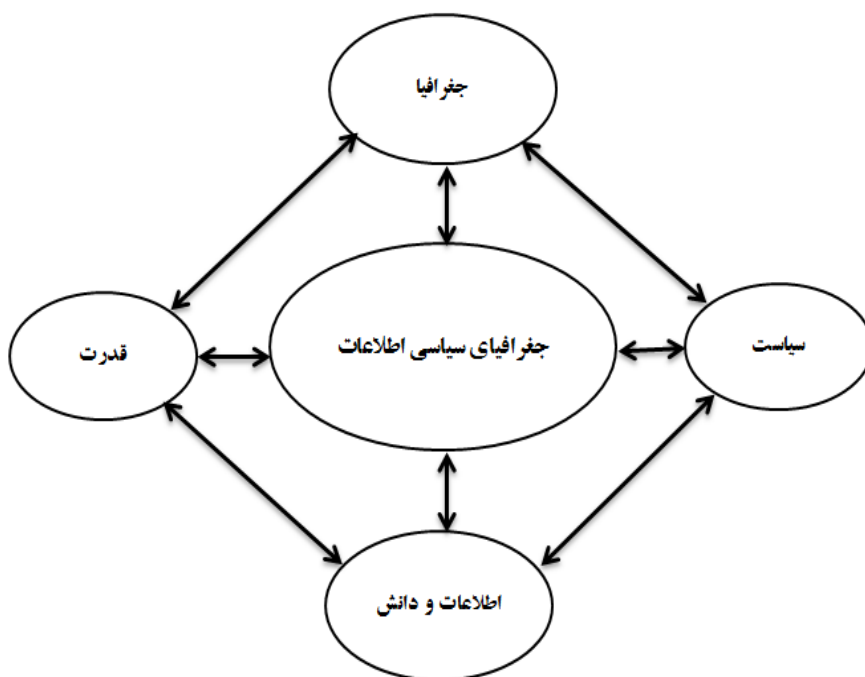 جغرافیا
سیاست
جغرافیای سیاسی اطلاعات
قدرت
اطلاعات و دانش